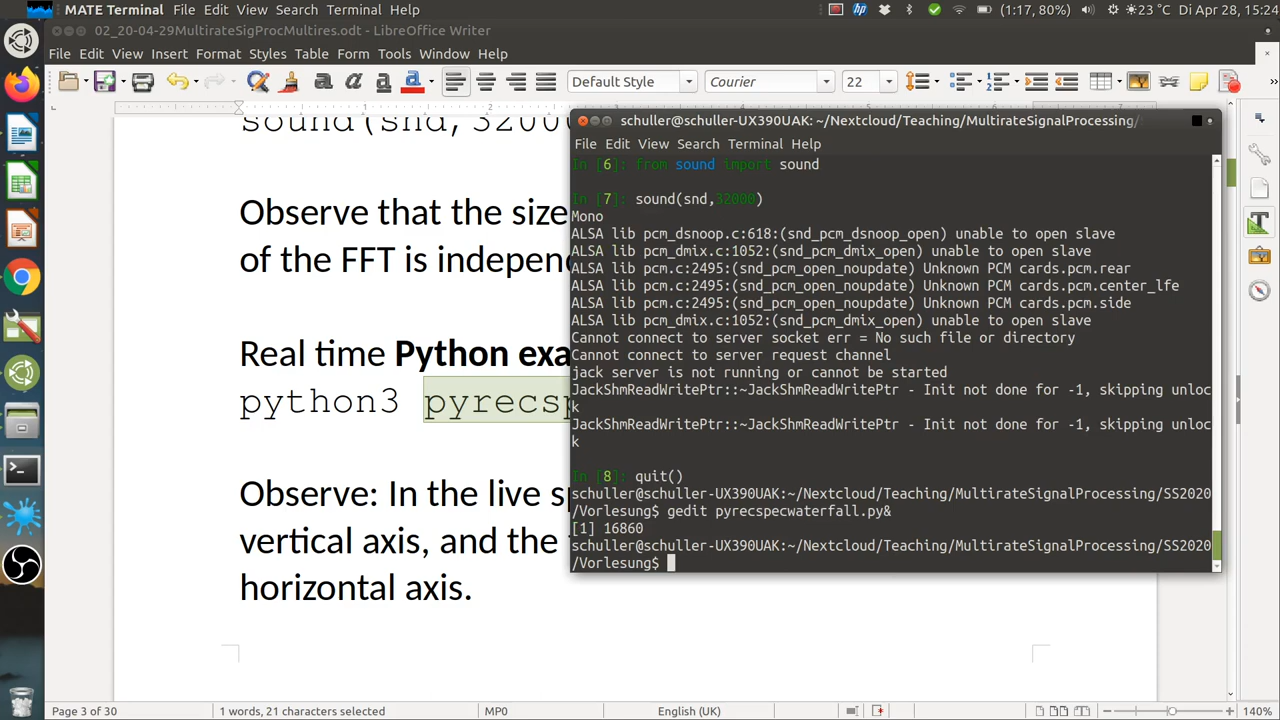 MATE Terminal File Edit View Search Terminal Help (1:17, 80%) 23 °C Di Apr 28, 15:24
02_20-04-29MultirateSigProcMultires.odt - LibreOffice Writer
File Edit View Insert Format Styles Table Form Tools Window Help
Default Style Courier 22
1 2 3 4 5 6 7
sound(snd,32000
Observe that the size
of the FFT is independ
Real time Python exa
python3 pyrecsp
Observe: In the live s
vertical axis, and the
horizontal axis.
schuller@schuller-UX390UAK: ~/Nextcloud/Teaching/MultirateSignalProcessing/
File Edit View Search Terminal Help
In [6]: from sound import sound
In [7]: sound(snd,32000)
Mono
ALSA lib pcm_dsnoop.c:618:(snd_pcm_dsnoop_open) unable to open slave
ALSA lib pcm_dmix.c:1052:(snd_pcm_dmix_open) unable to open slave
ALSA lib pcm.c:2495:(snd_pcm_open_noupdate) Unknown PCM cards.pcm.rear
ALSA lib pcm.c:2495:(snd_pcm_open_noupdate) Unknown PCM cards.pcm.center_lfe
ALSA lib pcm.c:2495:(snd_pcm_open_noupdate) Unknown PCM cards.pcm.side
ALSA lib pcm_dmix.c:1052:(snd_pcm_dmix_open) unable to open slave
Cannot connect to server socket err = No such file or directory
Cannot connect to server request channel
jack server is not running or cannot be started
JackShmReadWritePtr::~JackShmReadWritePtr - Init not done for -1, skipping unloc
k
JackShmReadWritePtr::~JackShmReadWritePtr - Init not done for -1, skipping unloc
k
In [8]: quit()
schuller@schuller-UX390UAK:~/Nextcloud/Teaching/MultirateSignalProcessing/SS2020
/Vorlesung$ gedit pyrecspecwaterfall.py&
[1] 16860
schuller@schuller-UX390UAK:~/Nextcloud/Teaching/MultirateSignalProcessing/SS2020
/Vorlesung$
Page 3 of 30 1 words, 21 characters selected MP0 English (UK) 140%